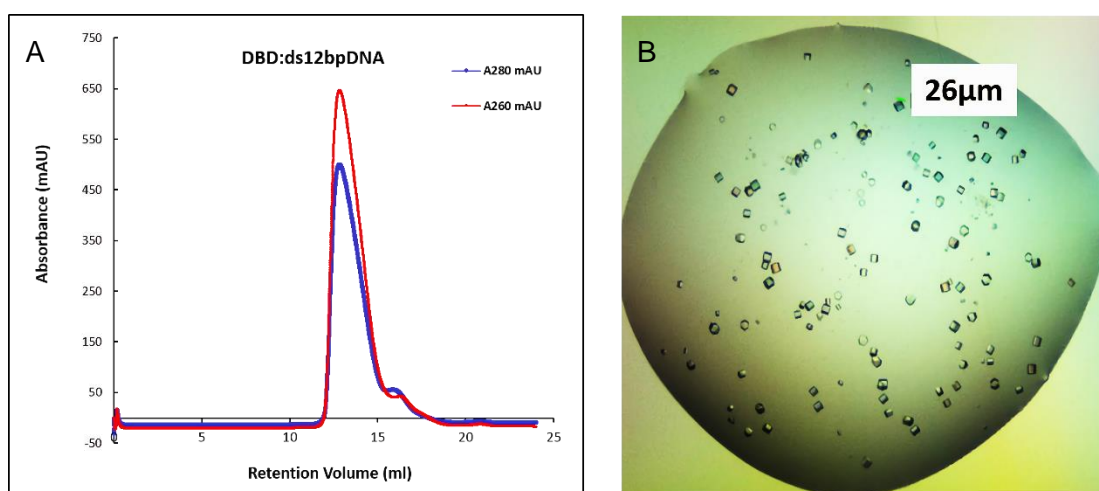 A
DBD:ds12bpDNA
A280 mAU
A260 mAU
Absorbance (mAU)
750
650
550
450
350
250
150
50
-50
0
5
10
15
20
25
Retention Volume (ml)
B
26µm